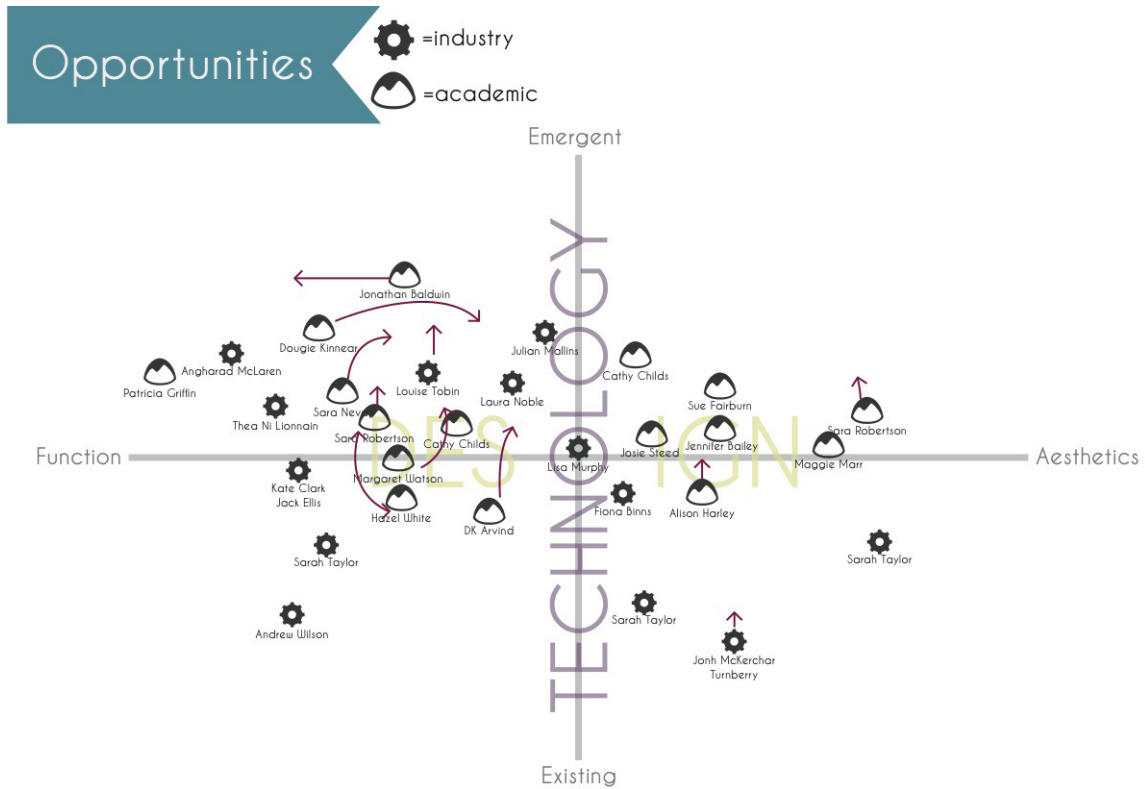 Opportunities
=industry
=academic
Emergent
Jonathan Baldwin
Dougie Kinnear
Julian Mallins
Angharad McLaren
Cathy Childs
Patricia Griffin
Louise Tobin
Laura Noble
Sue Fairburn
Thea Ni Lionnain
Sara Nev
Sara Robertson
Cathy Childs
Josie Steed
Jennifer Bailey
Sara Robertson
Maggie Marr
Function
DESIGN
TECHNOLOGY
Aesthetics
Lisa Murphy
Margaret Watson
Kate Clark
Jack Ellis
Hazel White
DK Arvind
Fiona Binns
Alison Harley
Sarah Taylor
Sarah Taylor
Andrew Wilson
Sarah Taylor
Jonh McKerchar
Turnberry
Existing